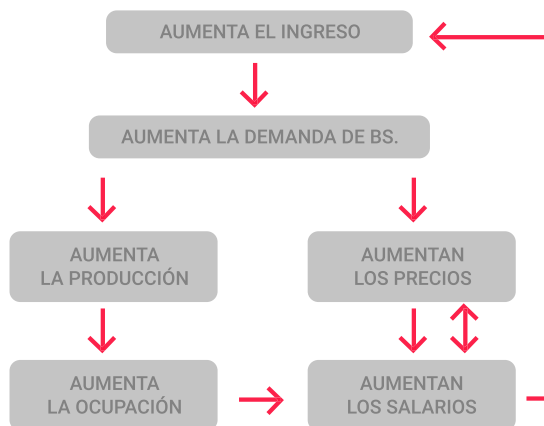 AUMENTA EL INGRESO
AUMENTA LA DEMANDA DE BS.
AUMENTA
LA PRODUCCIÓN
AUMENTAN
LOS PRECIOS
AUMENTA
LA OCUPACIÓN
AUMENTAN
LOS SALARIOS